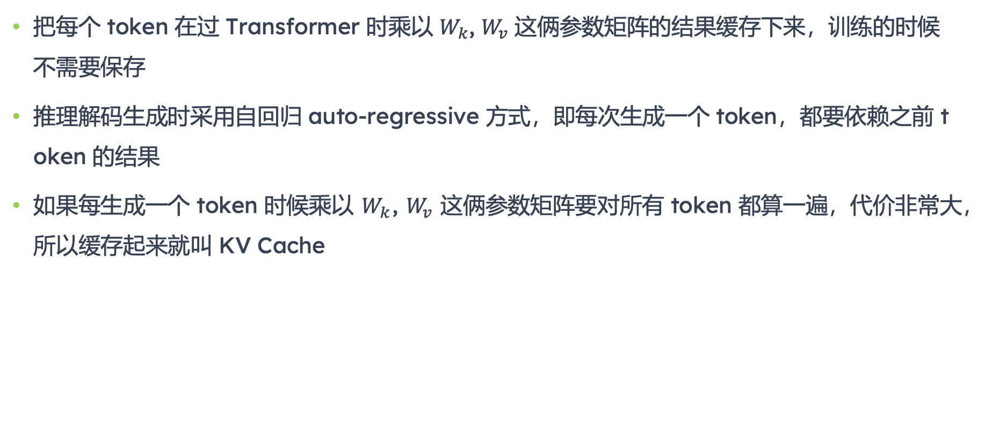 • 把每个 token 在过 Transformer 时乘以 W_k, W_v 这俩参数矩阵的结果缓存下来，训练的时候
不需要保存
• 推理解码生成时采用自回归 auto-regressive 方式，即每次生成一个 token，都要依赖之前 t
oken 的结果
• 如果每生成一个 token 时候乘以 W_k, W_v 这俩参数矩阵要对所有 token 都算一遍，代价非常大，
所以缓存起来就叫 KV Cache